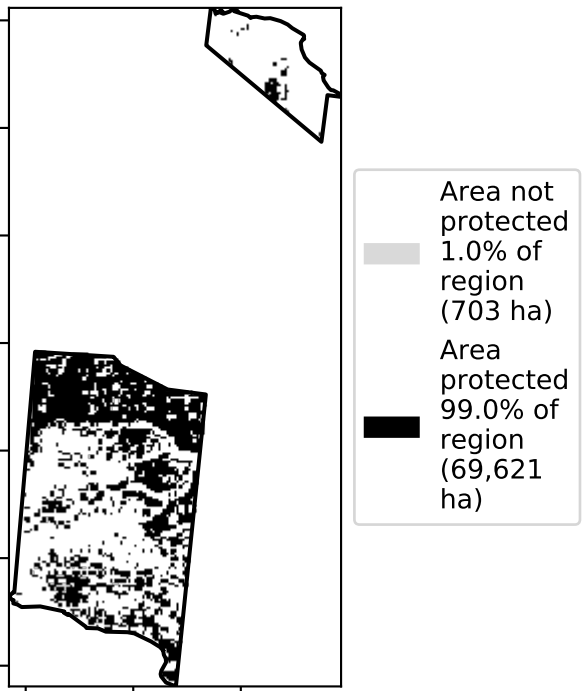 Area not
protected
1.0% of
region
(703 ha)
Area
protected
99.0% of
region
(69,621
ha)